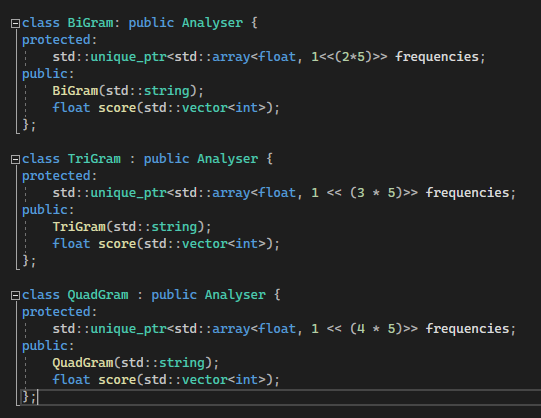 class BiGram: public Analyser {
protected:
    std::unique_ptr<std::array<float, 1<<(2*5)>> frequencies;
public:
    BiGram(std::string);
    float score(std::vector<int>);
};
class TriGram : public Analyser {
protected:
    std::unique_ptr<std::array<float, 1 << (3 * 5)>> frequencies;
public:
    TriGram(std::string);
    float score(std::vector<int>);
};
class QuadGram : public Analyser {
protected:
    std::unique_ptr<std::array<float, 1 << (4 * 5)>> frequencies;
public:
    QuadGram(std::string);
    float score(std::vector<int>);
};